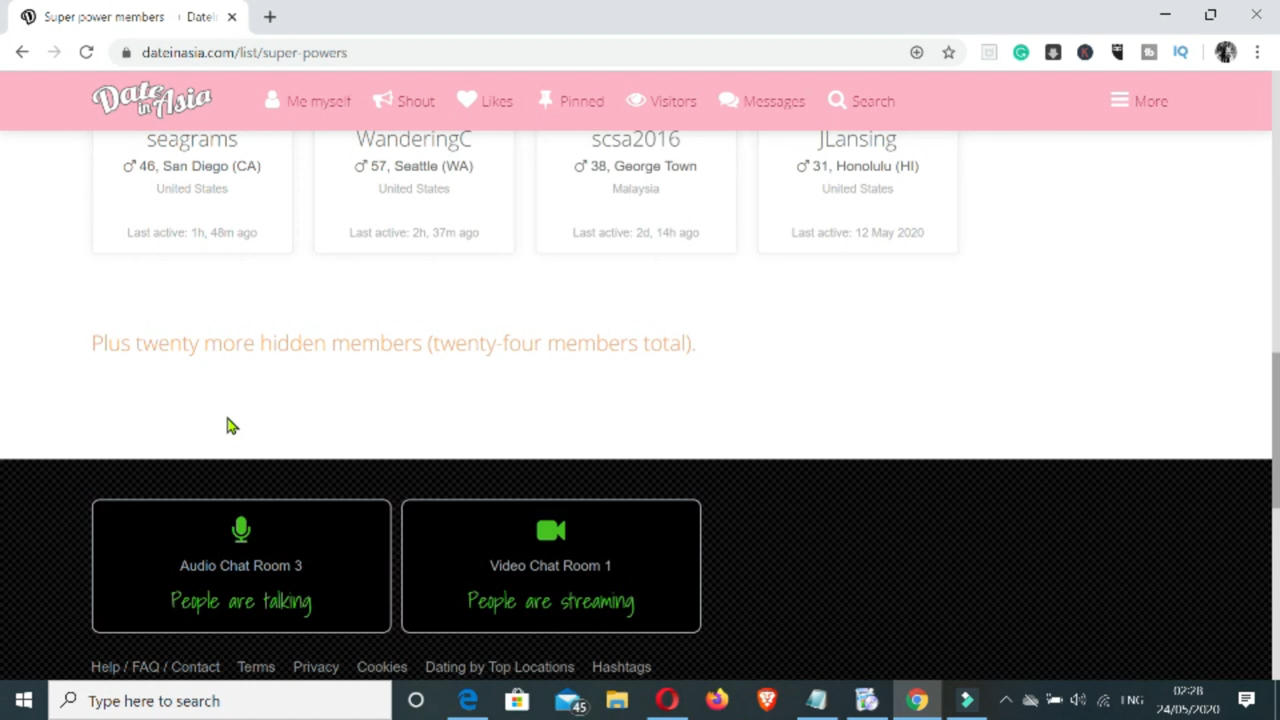 Super power members
Datein
dateinasia.com/list/super-powers
Date in Asia
Me myself
Shout
Likes
Pinned
Visitors
Messages
Search
More
seagrams
♂ 46, San Diego (CA)
United States
Last active: 1h, 48m ago
WanderingC
♂ 57, Seattle (WA)
United States
Last active: 2h, 37m ago
scsa2016
♂ 38, George Town
Malaysia
Last active: 2d, 14h ago
JLansing
♂ 31, Honolulu (HI)
United States
Last active: 12 May 2020
Plus twenty more hidden members (twenty-four members total).
Audio Chat Room 3
People are talking
Video Chat Room 1
People are streaming
Help / FAQ / Contact
Terms
Privacy
Cookies
Dating by Top Locations
Hashtags
Type here to search
45
ENG
02:28
24/05/2020